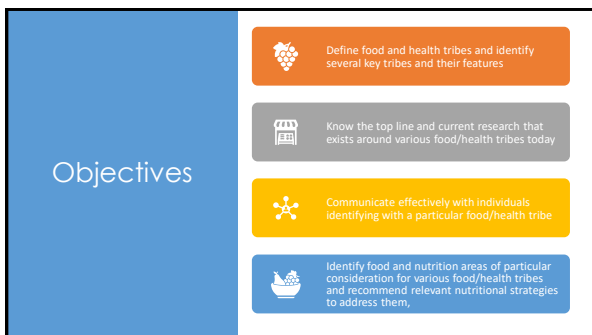 Objectives
Define food and health tribes and identify
several key tribes and their features
Know the top line and current research that
exists around various food/health tribes today
Communicate effectively with individuals
identifying with a particular food/health tribe
Identify food and nutrition areas of particular
consideration for various food/health tribes
and recommend relevant nutritional strategies
to address them,